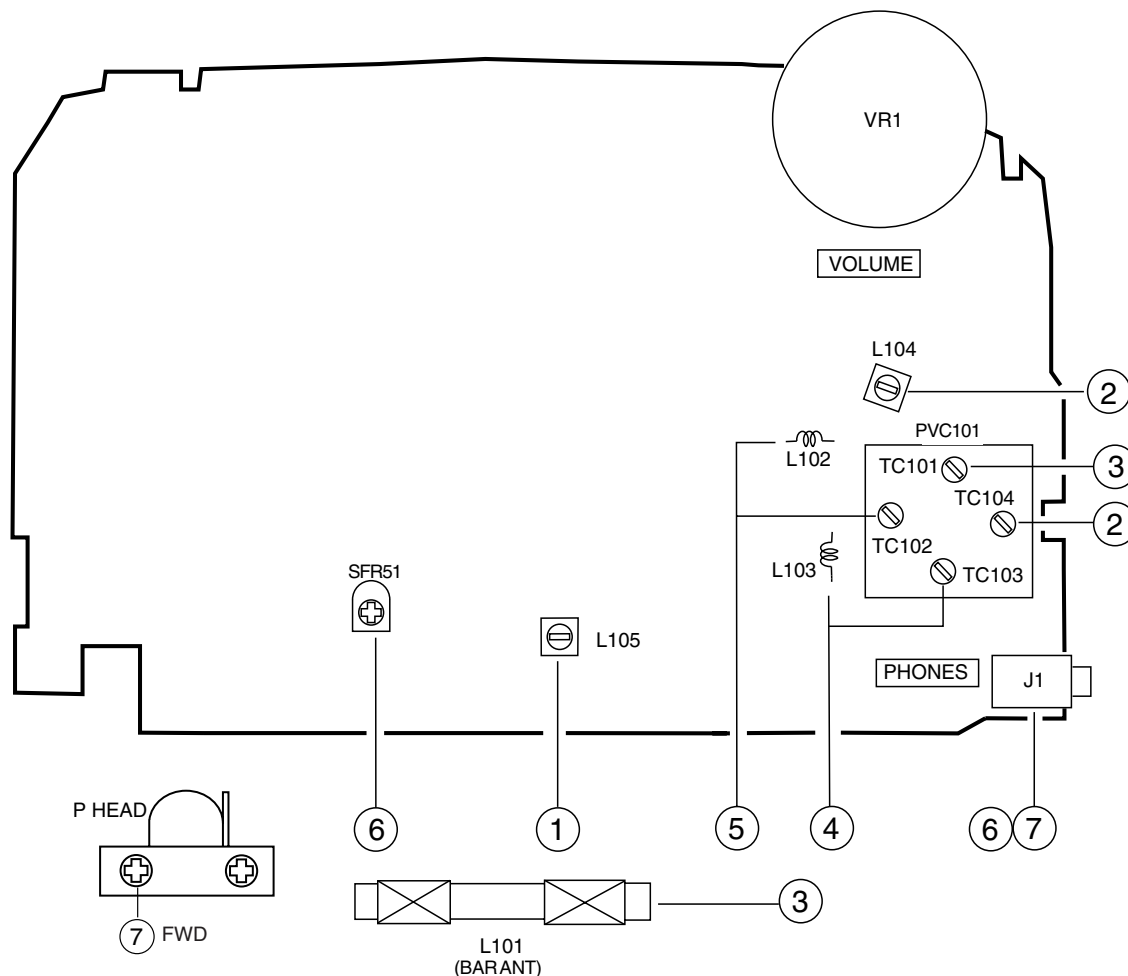 VR1
VOLUME
L104
2
PVC101
L102
TC101
3
TC104
2
TC102
L103
TC103
SFR51
L105
PHONES
J1
P HEAD
6
1
5
4
6 7
7 FWD
3
L101
(BAR ANT)